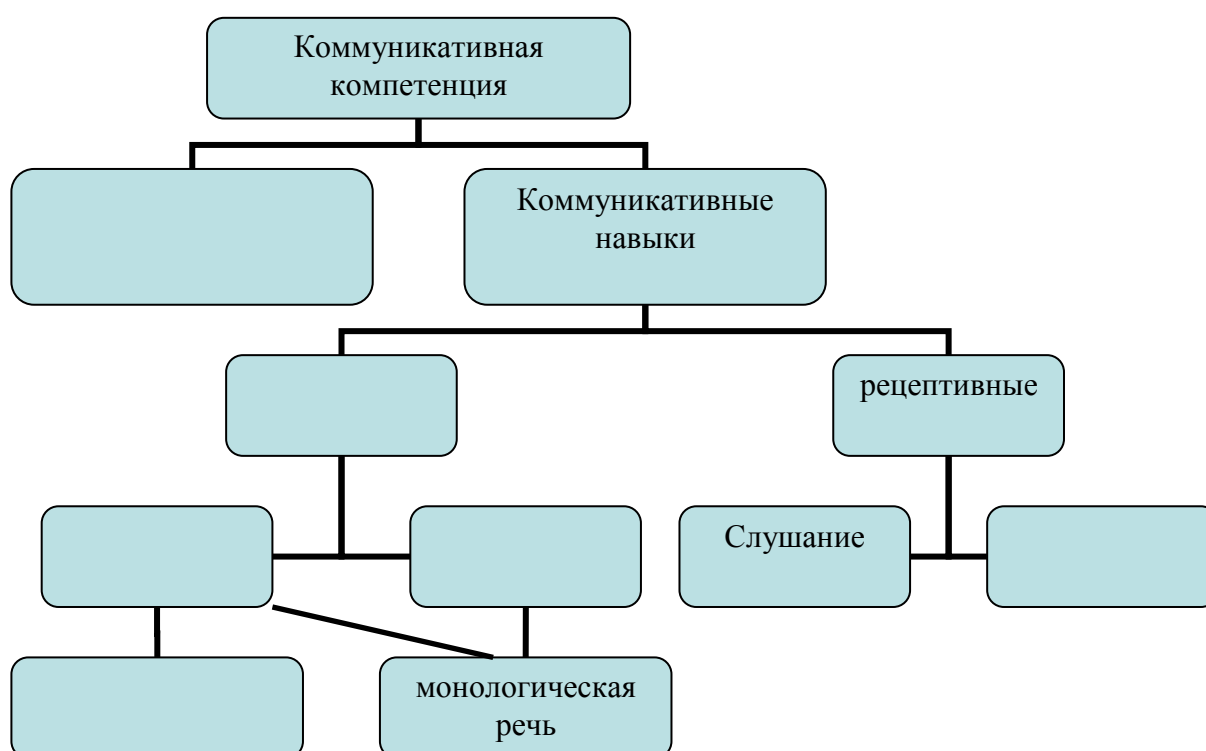 Коммуникативная
компетенция
Коммуникативные
навыки
рецептивные
Слушание
монологическая
речь